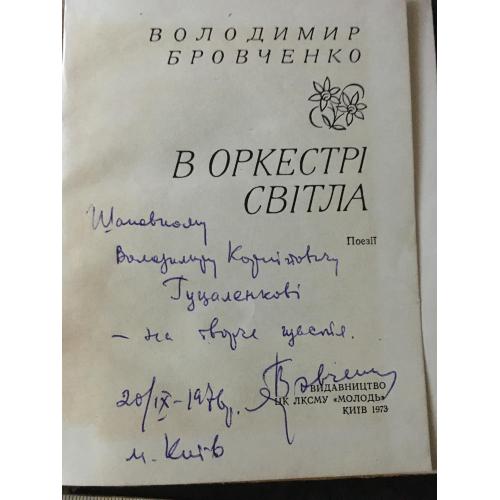 ВОЛОДИМИР
БРОВЧЕНКО
В ОРКЕСТРІ
СВІТЛА
Поезії
Шановному
Володимиру Корнійовичу
Гуцаленкові
– на творче щастя.
20/IX–1976р.
м. Київ
ВИДАВНИЦТВО
ЦК ЛКСМУ «МОЛОДЬ»
КИЇВ 1973